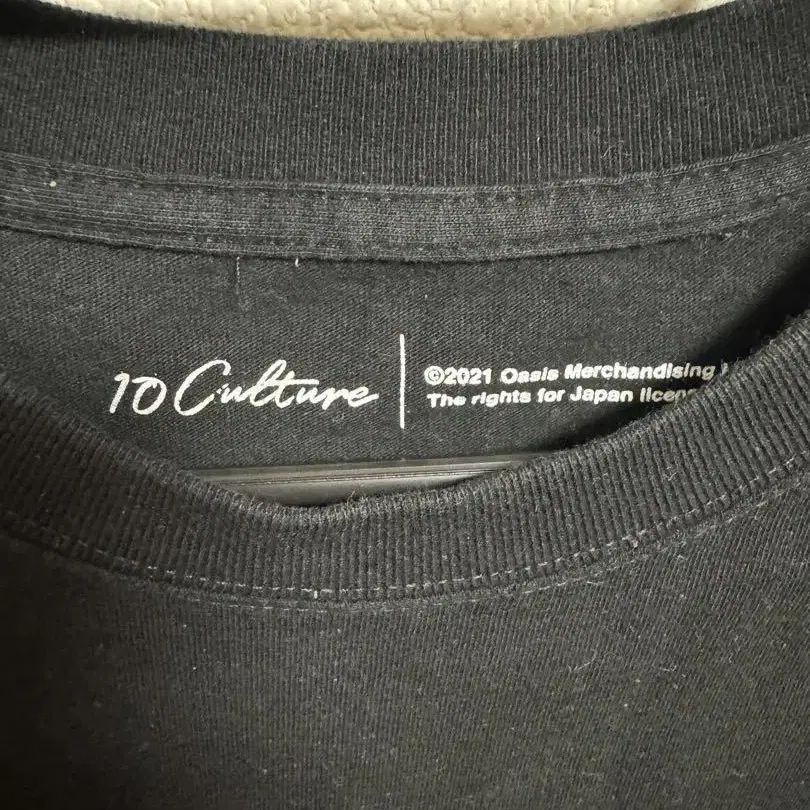 10 Culture
©2021 Oasis Merchandising
The rights for Japan